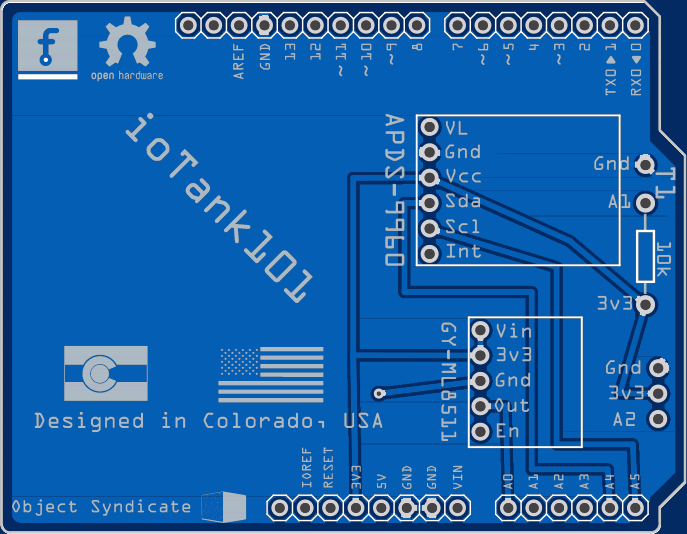 f
open hardware
AREF
GND
13
12
~11
~10
~9
8
7
~6
~5
4
~3
2
TXO▲1
RXO▼0
ioTank101
APDS-9960
VL
Gnd
Vcc
Sda
Scl
Int
Gnd
T1
A1
10k
3v3
GY-ML8511
Vin
3v3
Gnd
Out
En
Gnd
3v3
A2
Designed in Colorado, USA
IOREF
RESET
3V3
5V
GND
GND
VIN
A0
A1
A2
A3
A4
A5
Object Syndicate